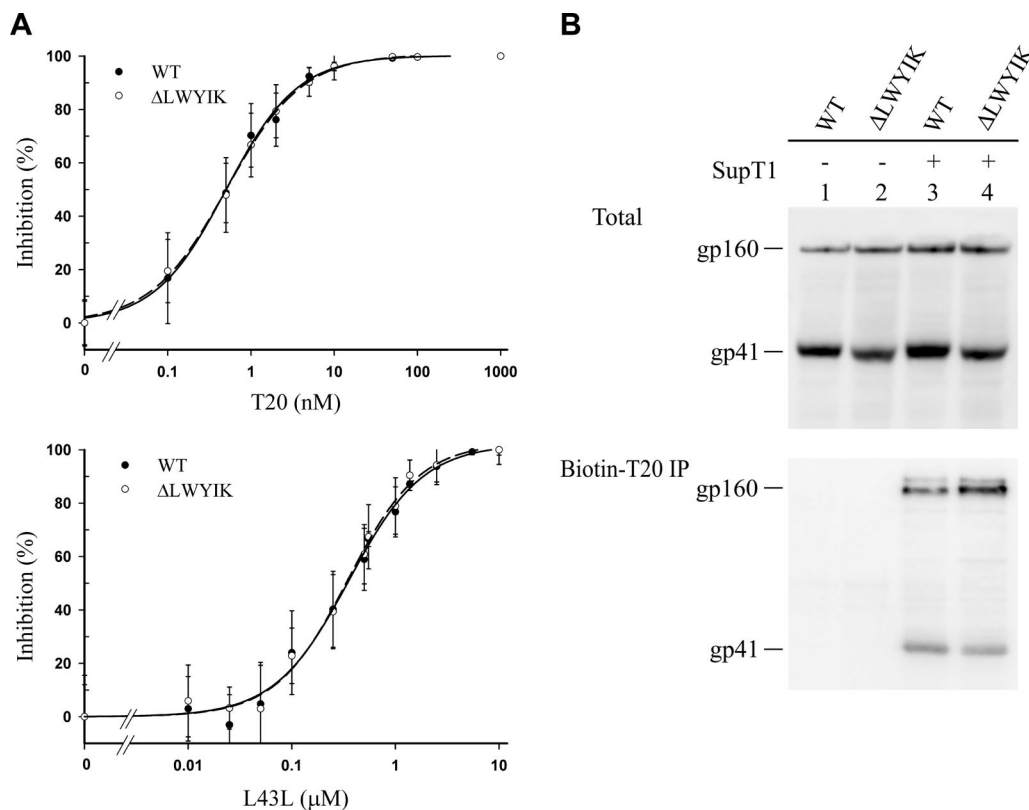 A
100
80
60
40
20
0
Inhibition (%)
WT
ΔLWYIK
0 0.1 1 10 100 1000
T20 (nM)
100
80
60
40
20
0
Inhibition (%)
WT
ΔLWYIK
0 0.01 0.1 1 10
L43L (μM)
B
WT ΔLWYIK WT ΔLWYIK
SupT1 - - + +
1 2 3 4
Total
gp160
gp41
Biotin-T20 IP
gp160
gp41